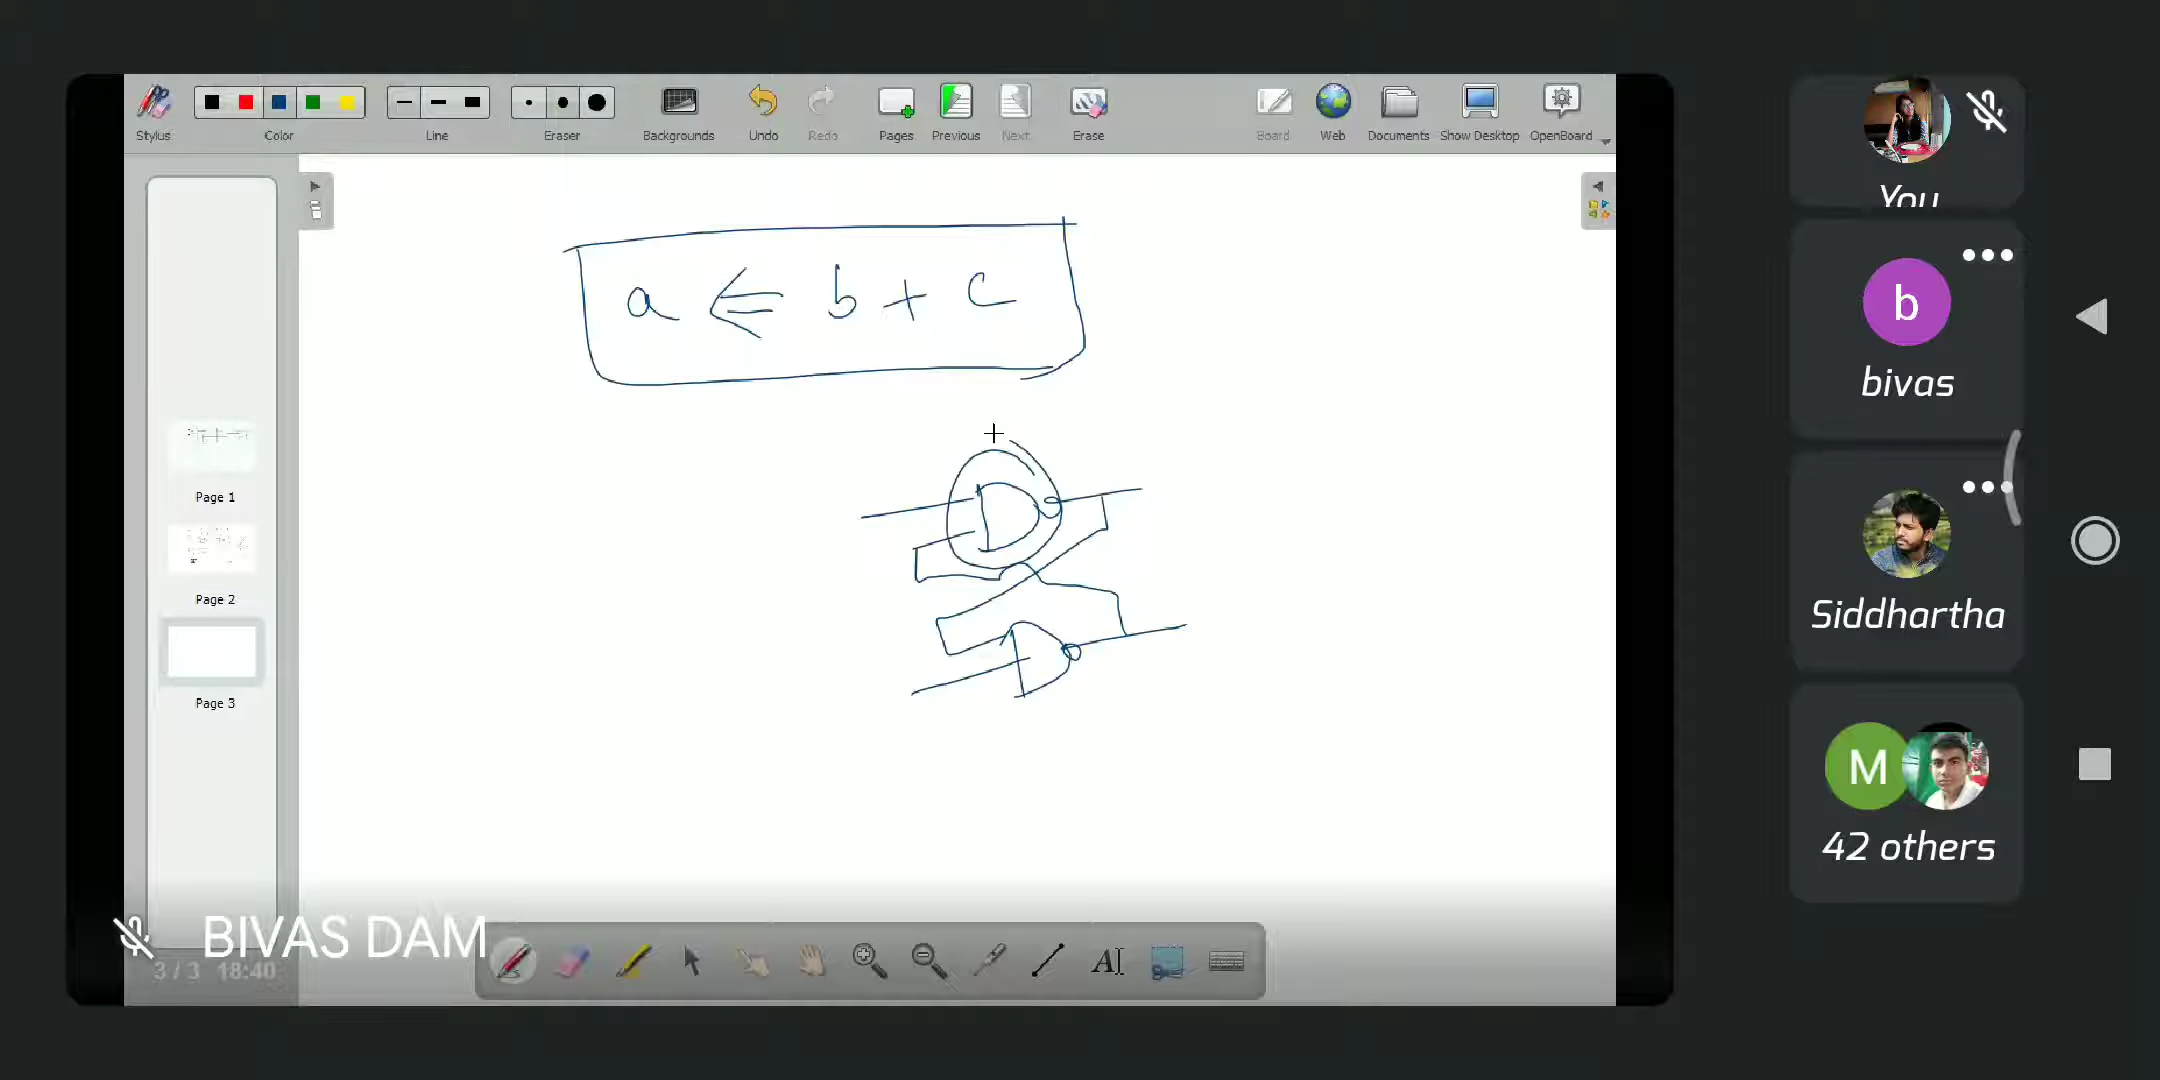 Stylus
Color
Line
Eraser
Backgrounds
Undo
Redo
Pages
Previous
Next
Erase
Board
Web
Documents
Show Desktop
OpenBoard
a ⇐ b + c
Page 1
Page 2
Page 3
BIVAS DAM
3 / 3 18:40
You
b
bivas
Siddhartha
M
42 others